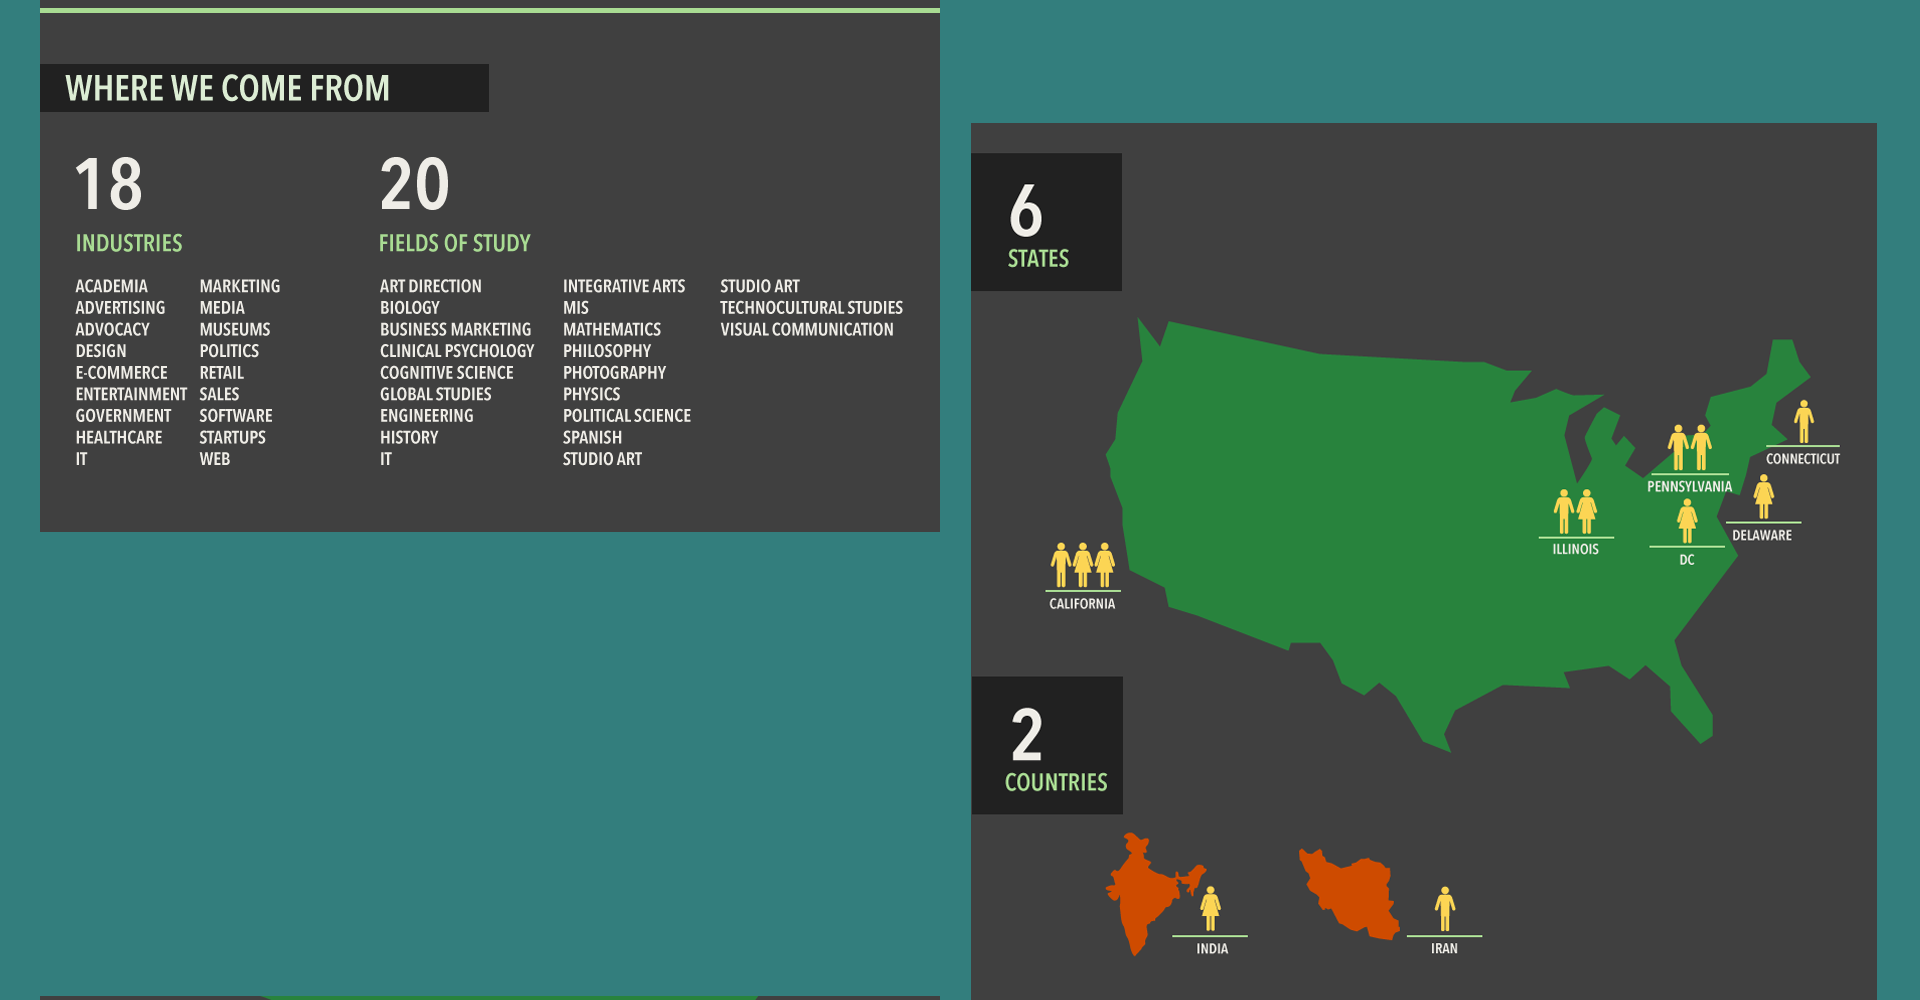 WHERE WE COME FROM
18
INDUSTRIES
ACADEMIA
ADVERTISING
ADVOCACY
DESIGN
E-COMMERCE
ENTERTAINMENT
GOVERNMENT
HEALTHCARE
IT
MARKETING
MEDIA
MUSEUMS
POLITICS
RETAIL
SALES
SOFTWARE
STARTUPS
WEB
20
FIELDS OF STUDY
ART DIRECTION
BIOLOGY
BUSINESS MARKETING
CLINICAL PSYCHOLOGY
COGNITIVE SCIENCE
GLOBAL STUDIES
ENGINEERING
HISTORY
IT
INTEGRATIVE ARTS
MIS
MATHEMATICS
PHILOSOPHY
PHOTOGRAPHY
PHYSICS
POLITICAL SCIENCE
SPANISH
STUDIO ART
STUDIO ART
TECHNOCULTURAL STUDIES
VISUAL COMMUNICATION
6
STATES
CONNECTICUT
PENNSYLVANIA
DELAWARE
ILLINOIS
DC
CALIFORNIA
2
COUNTRIES
INDIA
IRAN